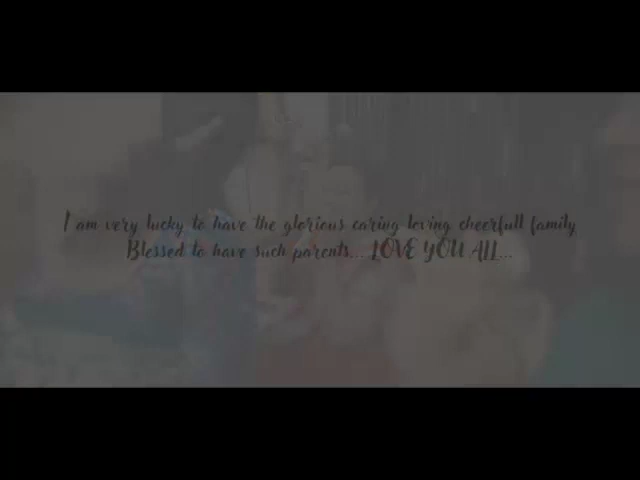 I am very lucky to have the glorious caring loving cheerfull family
Blessed to have such parents.... LOVE YOU ALL...